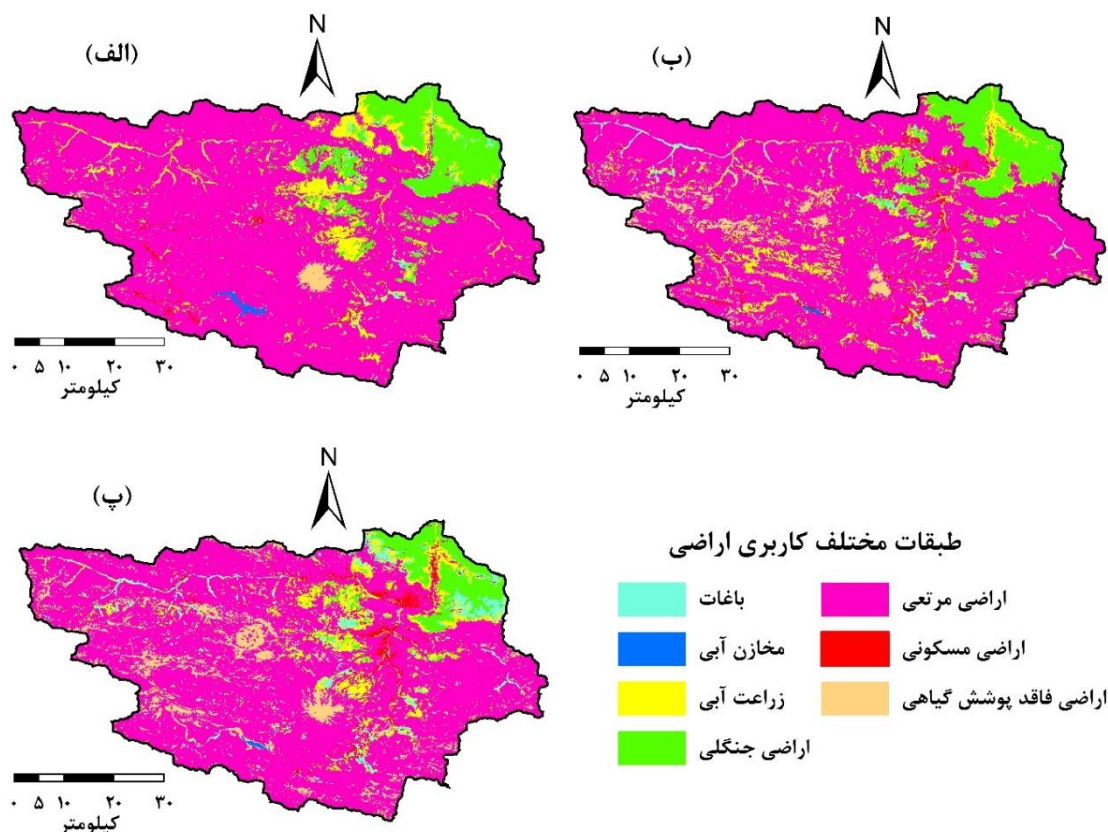 N
(الف)
۰ ۵ ۱۰ ۲۰ ۳۰
کیلومتر
N
(ب)
۰ ۵ ۱۰ ۲۰ ۳۰
کیلومتر
N
(پ)
۰ ۵ ۱۰ ۲۰ ۳۰
کیلومتر
طبقات مختلف کاربری اراضی
اراضی مرتعی
باغات
اراضی مسکونی
مخازن آبی
اراضی فاقد پوشش گیاهی
زراعت آبی
اراضی جنگلی